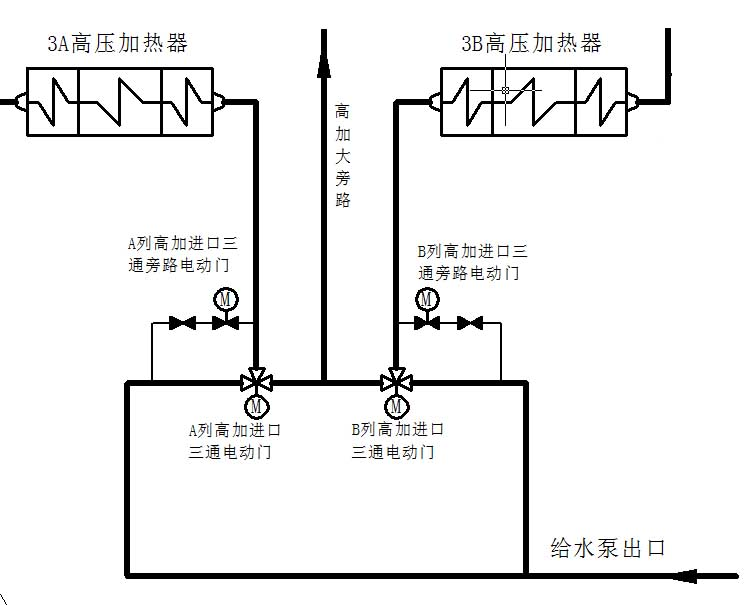 3A高压加热器
3B高压加热器
高
加
大
旁
路
A列高加进口三
通旁路电动门
B列高加进口三
通旁路电动门
M
M
M
M
A列高加进口
三通电动门
B列高加进口
三通电动门
给水泵出口